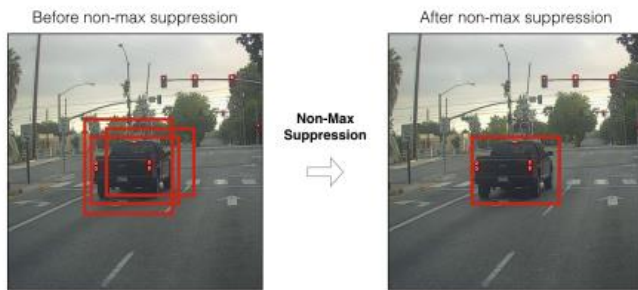 Before non-max suppression
After non-max suppression
Non-Max
Suppression